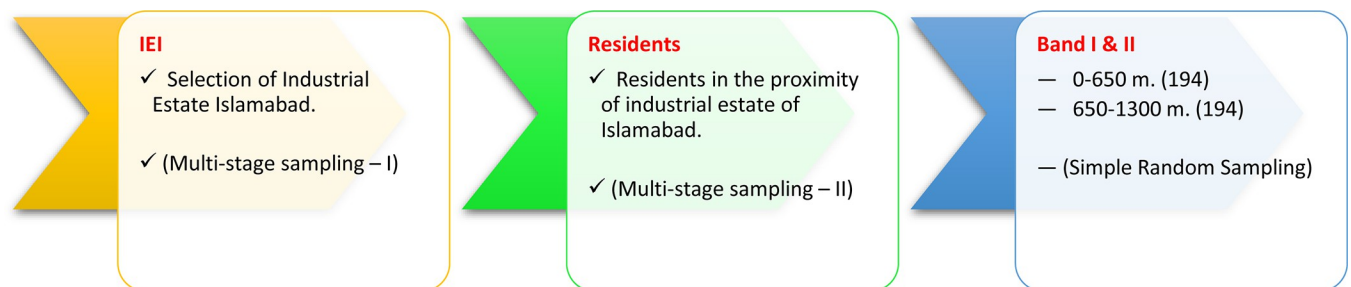 IEI
✓ Selection of Industrial
Estate Islamabad.
✓ (Multi-stage sampling – I)
Residents
✓ Residents in the proximity
of industrial estate of
Islamabad.
✓ (Multi-stage sampling – II)
Band I & II
— 0-650 m. (194)
— 650-1300 m. (194)
— (Simple Random Sampling)